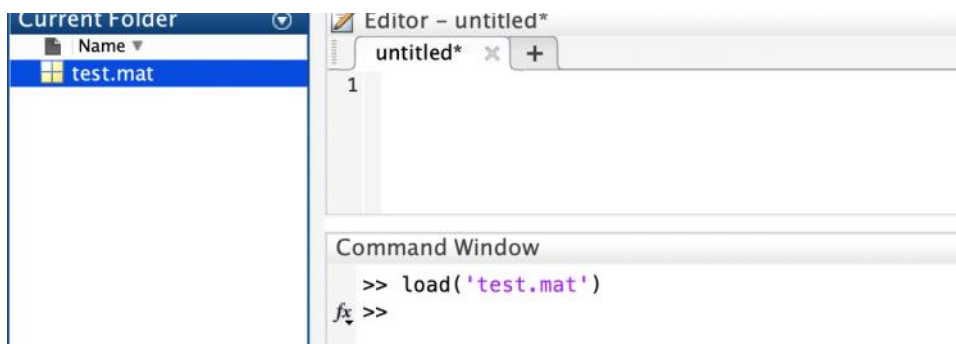 Current Folder
Name
test.mat
Editor – untitled*
untitled*
+
1
Command Window
>> load('test.mat')
fx >>